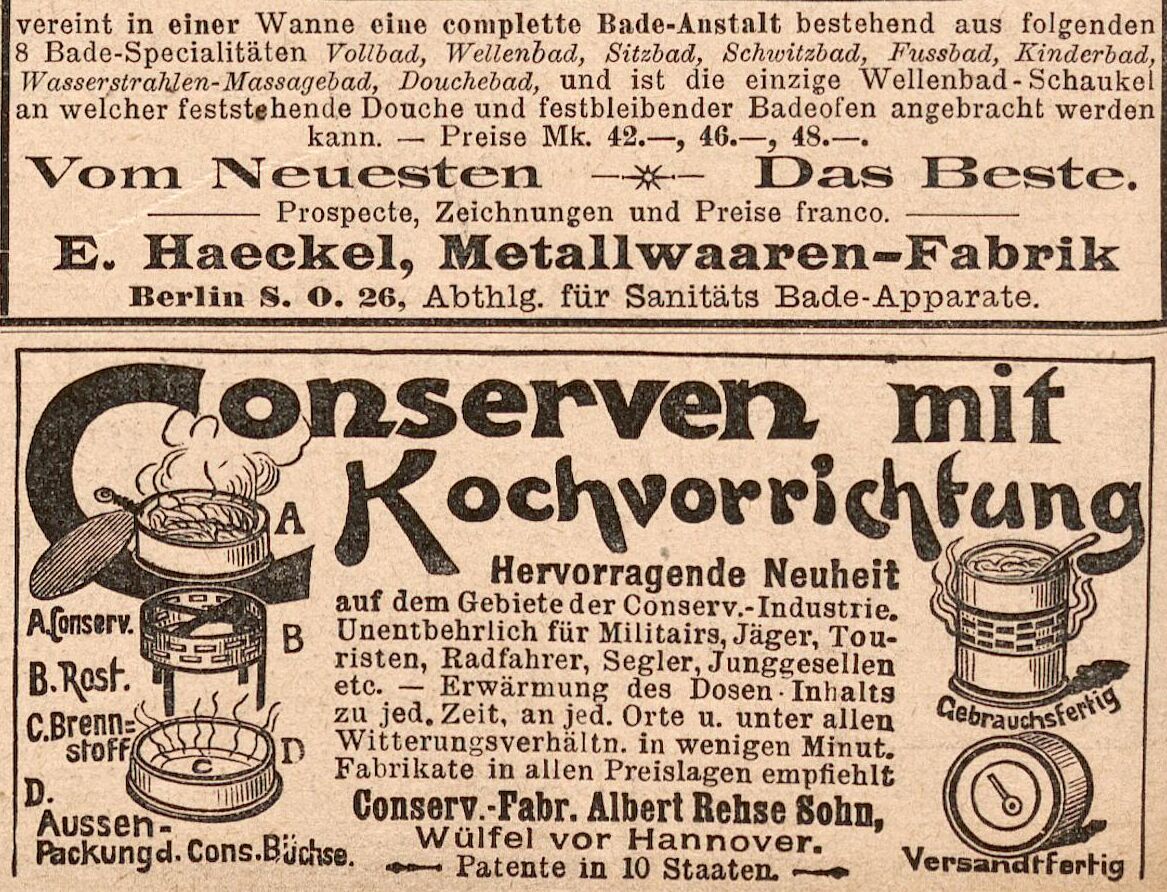 vereint in einer Wanne eine complette Bade-Anstalt bestehend aus folgenden
8 Bade-Specialitäten Vollbad, Wellenbad, Sitzbad, Schwitzbad, Fussbad, Kinderbad,
Wasserstrahlen-Massagebad, Douchebad, und ist die einzige Wellenbad-Schaukel
an welcher feststehende Douche und festbleibender Badeofen angebracht werden
kann. — Preise Mk. 42.—, 46.—, 48.—.
Vom Neuesten — Das Beste.
Prospecte, Zeichnungen und Preise franco.
E. Haeckel, Metallwaaren-Fabrik
Berlin S. O. 26, Abthlg. für Sanitäts Bade-Apparate.
Conserven mit
Kochvorrichtung
A
B
C
D
A. Conserv.
B. Rost.
C. Brenn=
stoff
D.
Aussen-
Packung d. Cons. Büchse.
Hervorragende Neuheit
auf dem Gebiete der Conserv.-Industrie.
Unentbehrlich für Militairs, Jäger, Tou-
risten, Radfahrer, Segler, Junggesellen
etc. — Erwärmung des Dosen-Inhalts
zu jed. Zeit, an jed. Orte u. unter allen
Witterungsverhältn. in wenigen Minut.
Fabrikate in allen Preislagen empfiehlt
Conserv.-Fabr. Albert Rehse Sohn,
Wülfel vor Hannover.
Patente in 10 Staaten.
Gebrauchsfertig
Versandtfertig